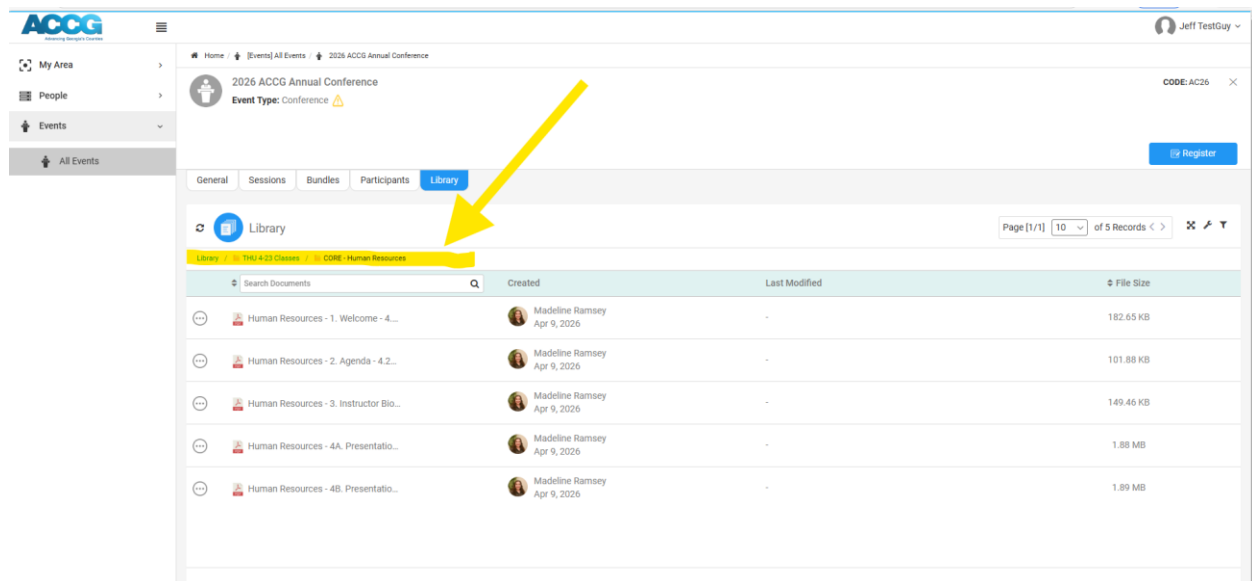 ACCG
Advancing Georgia's Counties
Jeff TestGuy
My Area
People
Events
All Events
Home / [Events] All Events / 2026 ACCG Annual Conference
2026 ACCG Annual Conference
Event Type: Conference
CODE: AC26
Register
General Sessions Bundles Participants Library
Library
Page [1/1] 10 of 5 Records < >
Library / THU 4-23 Classes / CORE - Human Resources
Search Documents Created Last Modified File Size
Human Resources - 1. Welcome - 4.... Madeline Ramsey - 182.65 KB
Apr 9, 2026
Human Resources - 2. Agenda - 4.2... Madeline Ramsey - 101.88 KB
Apr 9, 2026
Human Resources - 3. Instructor Bio... Madeline Ramsey - 149.46 KB
Apr 9, 2026
Human Resources - 4A. Presentatio... Madeline Ramsey - 1.88 MB
Apr 9, 2026
Human Resources - 4B. Presentatio... Madeline Ramsey - 1.89 MB
Apr 9, 2026